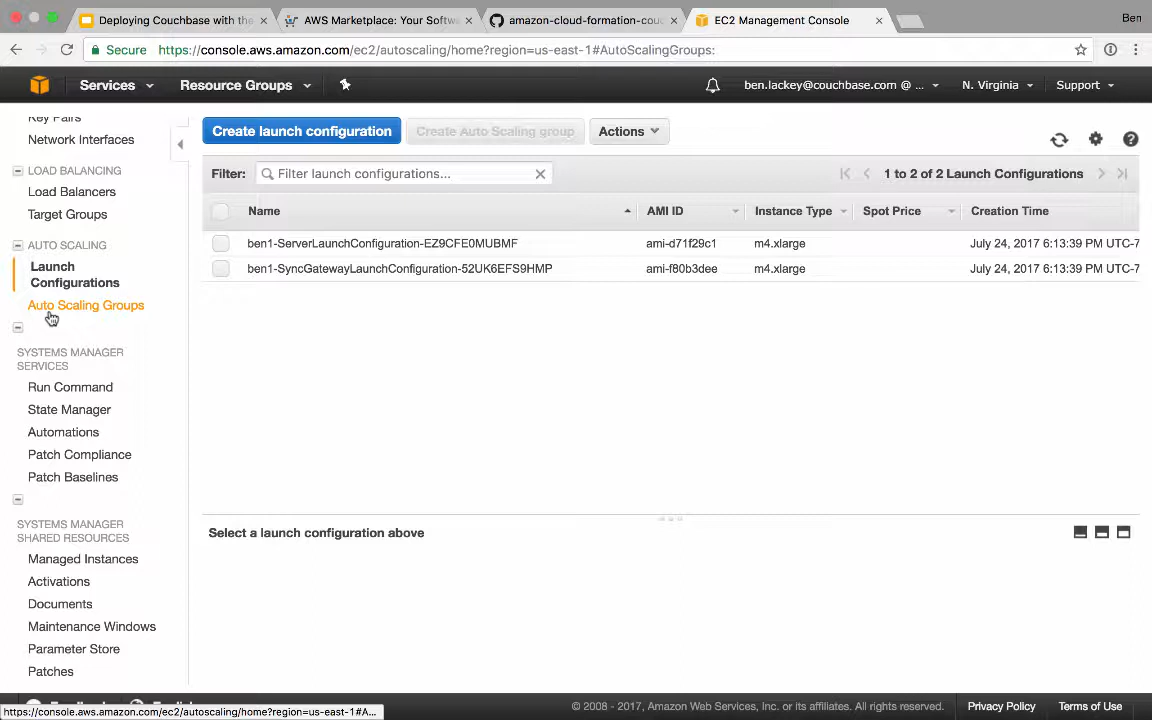 Deploying Couchbase with the
AWS Marketplace: Your Softw
amazon-cloud-formation-cou
EC2 Management Console
Ben
Secure
https://console.aws.amazon.com/ec2/autoscaling/home?region=us-east-1#AutoScalingGroups:
Services
Resource Groups
ben.lackey@couchbase.com @ ...
N. Virginia
Support
Key Pairs
Network Interfaces
LOAD BALANCING
Load Balancers
Target Groups
AUTO SCALING
Launch
Configurations
Auto Scaling Groups
SYSTEMS MANAGER
SERVICES
Run Command
State Manager
Automations
Patch Compliance
Patch Baselines
SYSTEMS MANAGER
SHARED RESOURCES
Managed Instances
Activations
Documents
Maintenance Windows
Parameter Store
Patches
Create launch configuration
Create Auto Scaling group
Actions
Filter:
Filter launch configurations...
1 to 2 of 2 Launch Configurations
Name
AMI ID
Instance Type
Spot Price
Creation Time
ben1-ServerLaunchConfiguration-EZ9CFE0MUBMF
ami-d71f29c1
m4.xlarge
July 24, 2017 6:13:39 PM UTC-7
ben1-SyncGatewayLaunchConfiguration-52UK6EFS9HMP
ami-f80b3dee
m4.xlarge
July 24, 2017 6:13:39 PM UTC-7
Select a launch configuration above
https://console.aws.amazon.com/ec2/autoscaling/home?region=us-east-1#A...
© 2008 - 2017, Amazon Web Services, Inc. or its affiliates. All rights reserved.
Privacy Policy
Terms of Use